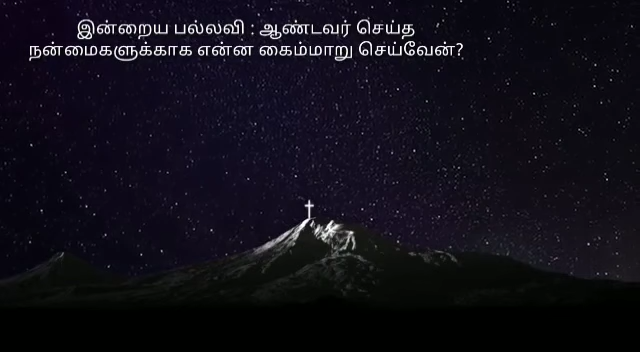 இன்றைய பல்லவி : ஆண்டவர் செய்த
நன்மைகளுக்காக என்ன கைம்மாறு செய்வேன்?